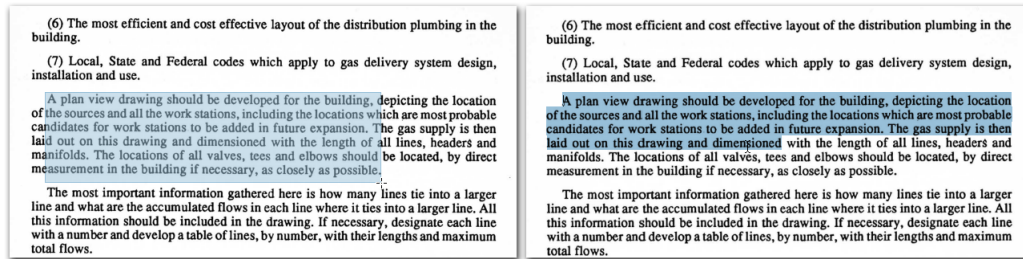 (6) The most efficient and cost effective layout of the distribution plumbing in the
building.
(7) Local, State and Federal codes which apply to gas delivery system design,
installation and use.
A plan view drawing should be developed for the building, depicting the location
of the sources and all the work stations, including the locations which are most probable
candidates for work stations to be added in future expansion. The gas supply is then
laid out on this drawing and dimensioned with the length of all lines, headers and
manifolds. The locations of all valves, tees and elbows should be located, by direct
measurement in the building if necessary, as closely as possible.
The most important information gathered here is how many lines tie into a larger
line and what are the accumulated flows in each line where it ties into a larger line. All
this information should be included in the drawing. If necessary, designate each line
with a number and develop a table of lines, by number, with their lengths and maximum
total flows.
(6) The most efficient and cost effective layout of the distribution plumbing in the
building.
(7) Local, State and Federal codes which apply to gas delivery system design,
installation and use.
A plan view drawing should be developed for the building, depicting the location
of the sources and all the work stations, including the locations which are most probable
candidates for work stations to be added in future expansion. The gas supply is then
laid out on this drawing and dimensioned with the length of all lines, headers and
manifolds. The locations of all valves, tees and elbows should be located, by direct
measurement in the building if necessary, as closely as possible.
The most important information gathered here is how many lines tie into a larger
line and what are the accumulated flows in each line where it ties into a larger line. All
this information should be included in the drawing. If necessary, designate each line
with a number and develop a table of lines, by number, with their lengths and maximum
total flows.